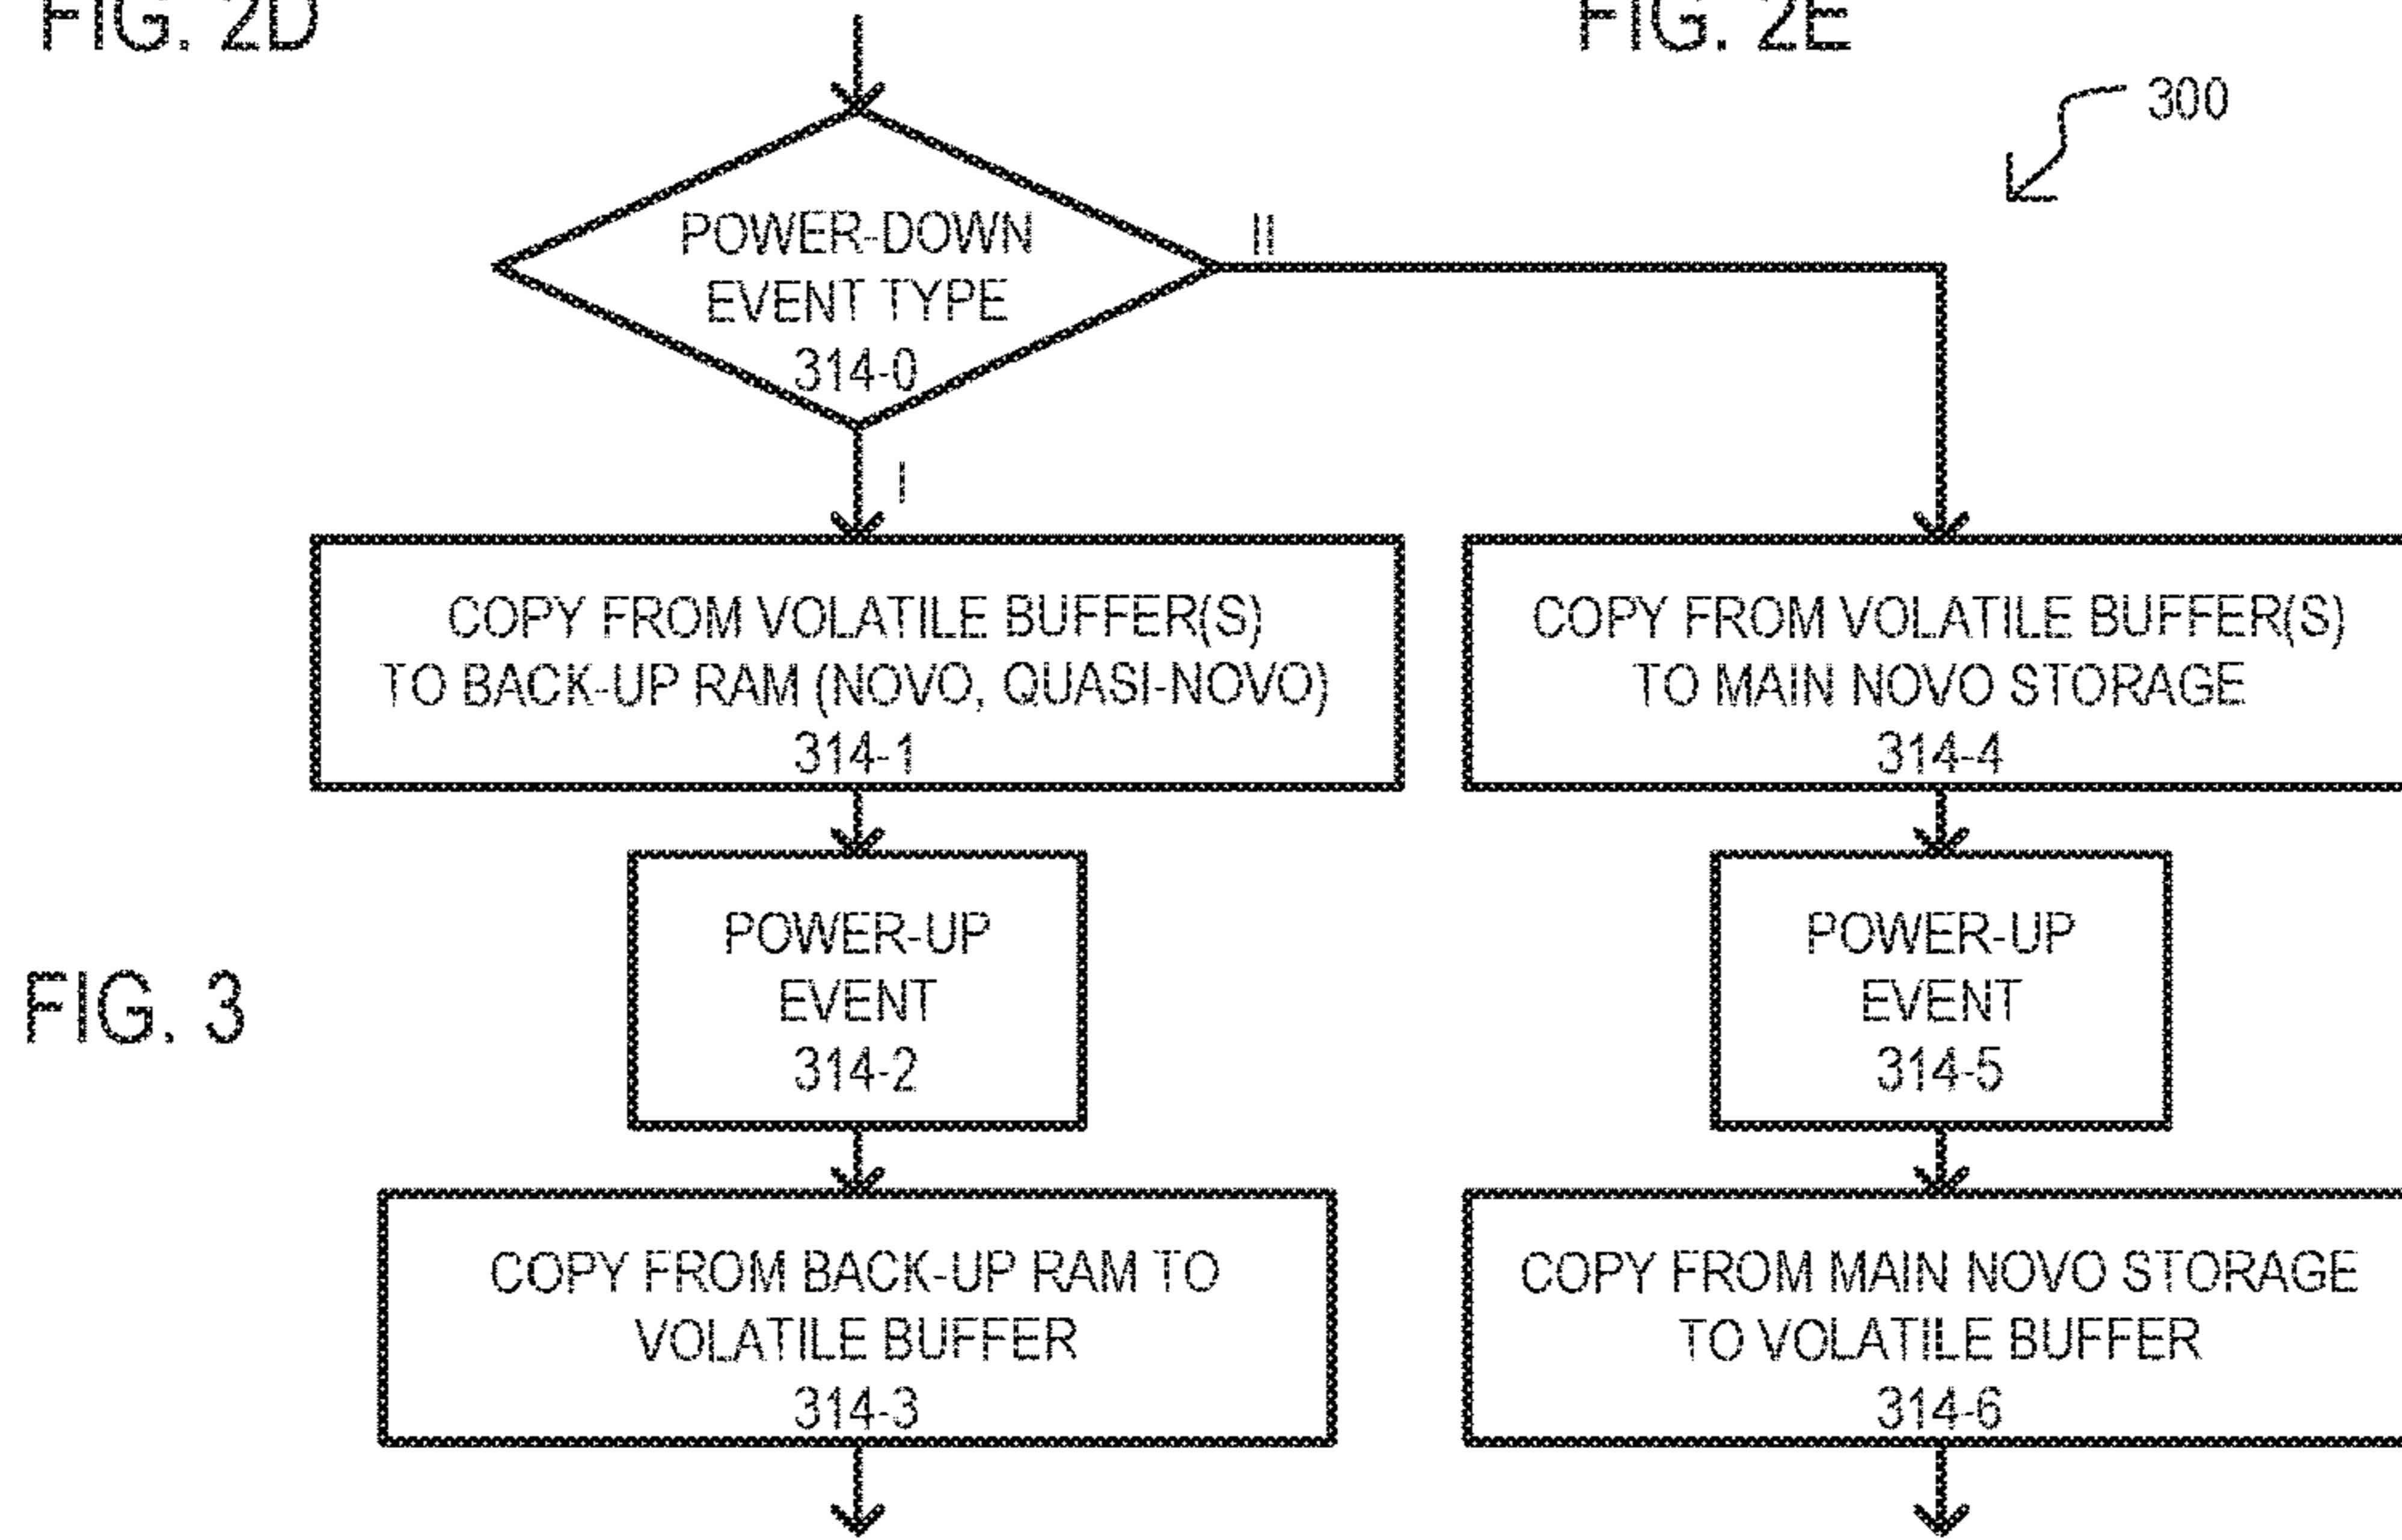 FIG. 2D
FIG. 2E
300
POWER-DOWN
EVENT TYPE
314-0
II
I
COPY FROM VOLATILE BUFFER(S)
TO BACK-UP RAM (NOVO, QUASI-NOVO)
314-1
COPY FROM VOLATILE BUFFER(S)
TO MAIN NOVO STORAGE
314-4
POWER-UP
EVENT
314-2
POWER-UP
EVENT
314-5
FIG. 3
COPY FROM BACK-UP RAM TO
VOLATILE BUFFER
314-3
COPY FROM MAIN NOVO STORAGE
TO VOLATILE BUFFER
314-6